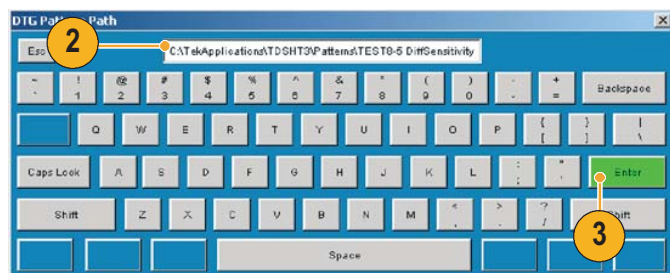 DTG Pattern Path
Esc
2
C:\TekApplications\TDSHT3\Patterns\TEST8-5 DiffSensitivity
~ ! @ # $ % ^ & * ( ) - +
` 1 2 3 4 5 6 7 8 9 0 . = Backspace
Q W E R T Y U I O P { [ } ] | \
Caps Lock A S D F G H J K L : ; " ' Enter
Shift Z X C V B N M < , > . ? / Shift
3
Space